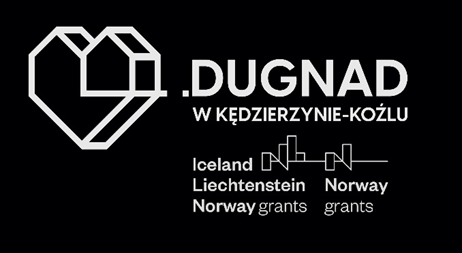 .DUGNAD
W KĘDZIERZYNIE-KOŹLU
Iceland
Liechtenstein
Norway grants
Norway
grants